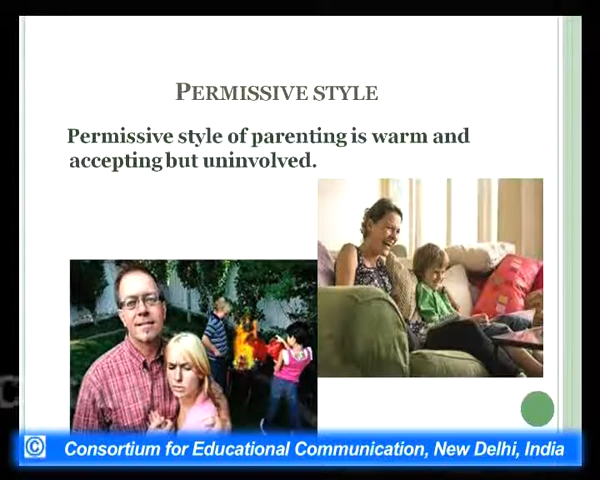 PERMISSIVE STYLE
Permissive style of parenting is warm and
accepting but uninvolved.
© Consortium for Educational Communication, New Delhi, India